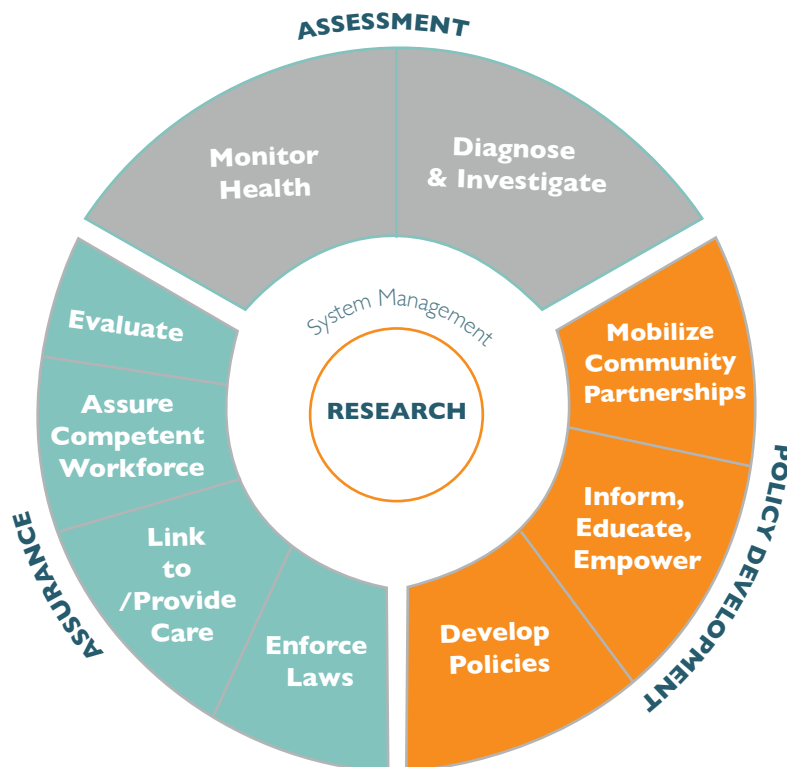 ASSESSMENT
Monitor
Health
Diagnose
& Investigate
Evaluate
Assure
Competent
Workforce
Link
to
/Provide
Care
Enforce
Laws
System Management
RESEARCH
Mobilize
Community
Partnerships
Inform,
Educate,
Empower
Develop
Policies
ASSURANCE
POLICY DEVELOPMENT